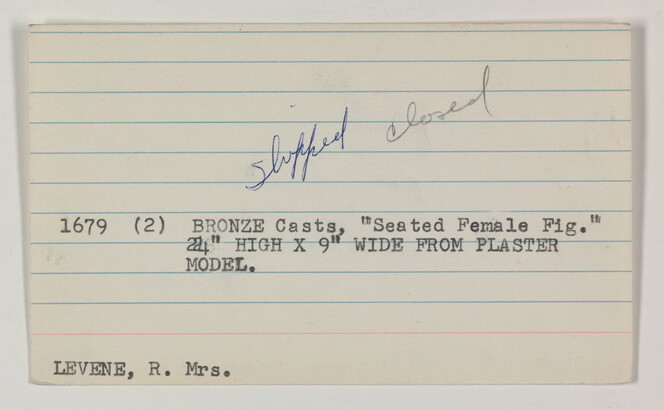 shipped closed
1679 (2) BRONZE Casts, "Seated Female Fig."
24" HIGH X 9" WIDE FROM PLASTER
MODEL.
LEVENE, R. Mrs.